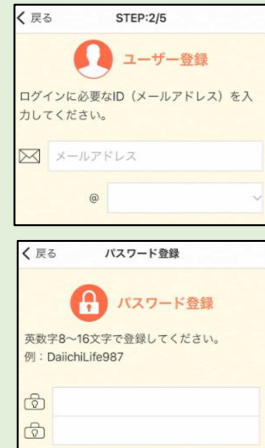 戻る STEP:2/5
ユーザー登録
ログインに必要なID（メールアドレス）を入
力してください。
メールアドレス
@
戻る パスワード登録
パスワード登録
英数字8～16文字で登録してください。
例：DaiichiLife987